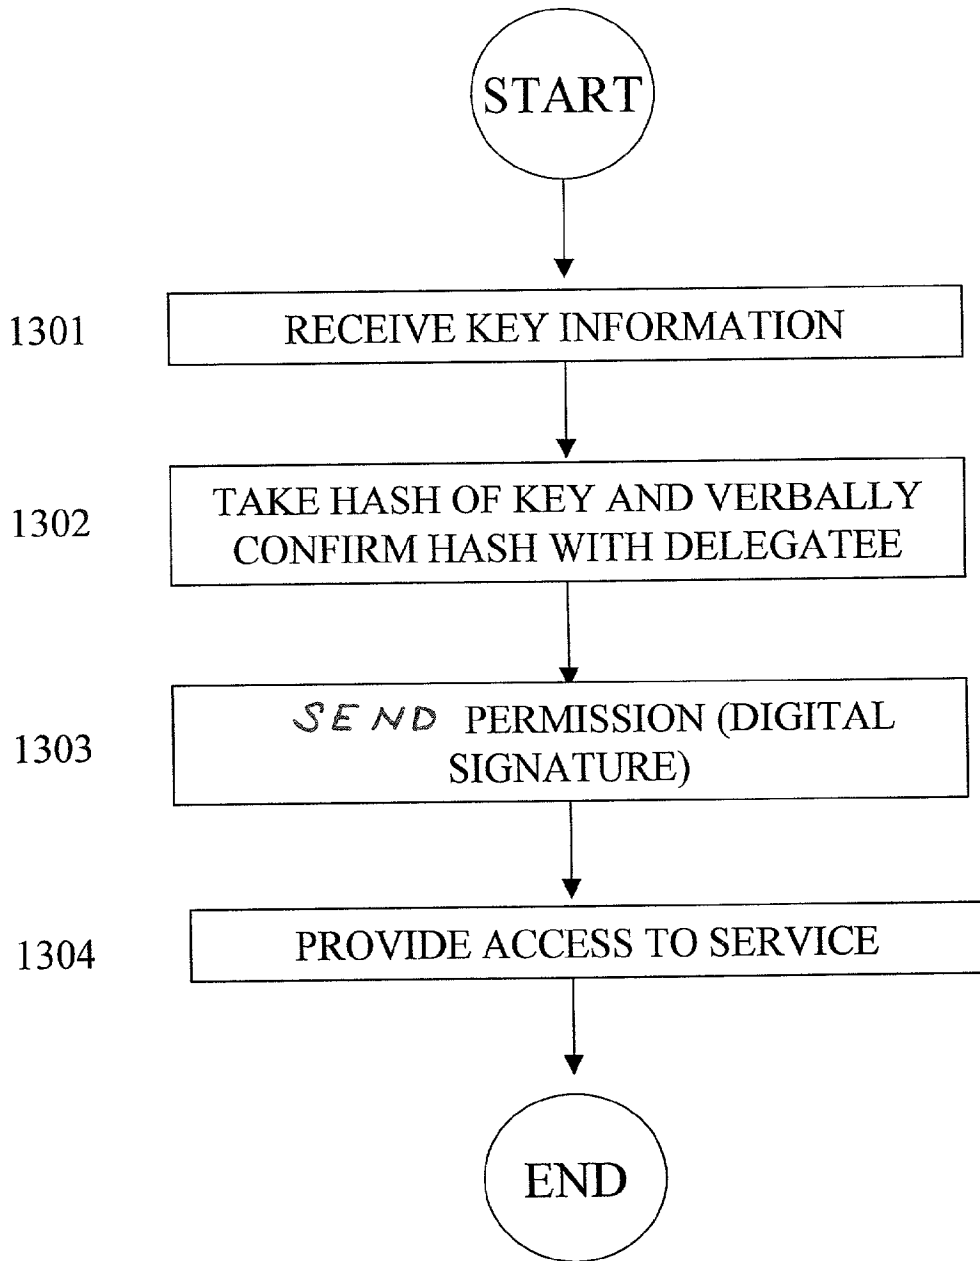 START
1301
RECEIVE KEY INFORMATION
1302
TAKE HASH OF KEY AND VERBALLY
CONFIRM HASH WITH DELEGATEE
1303
SEND PERMISSION (DIGITAL
SIGNATURE)
1304
PROVIDE ACCESS TO SERVICE
END